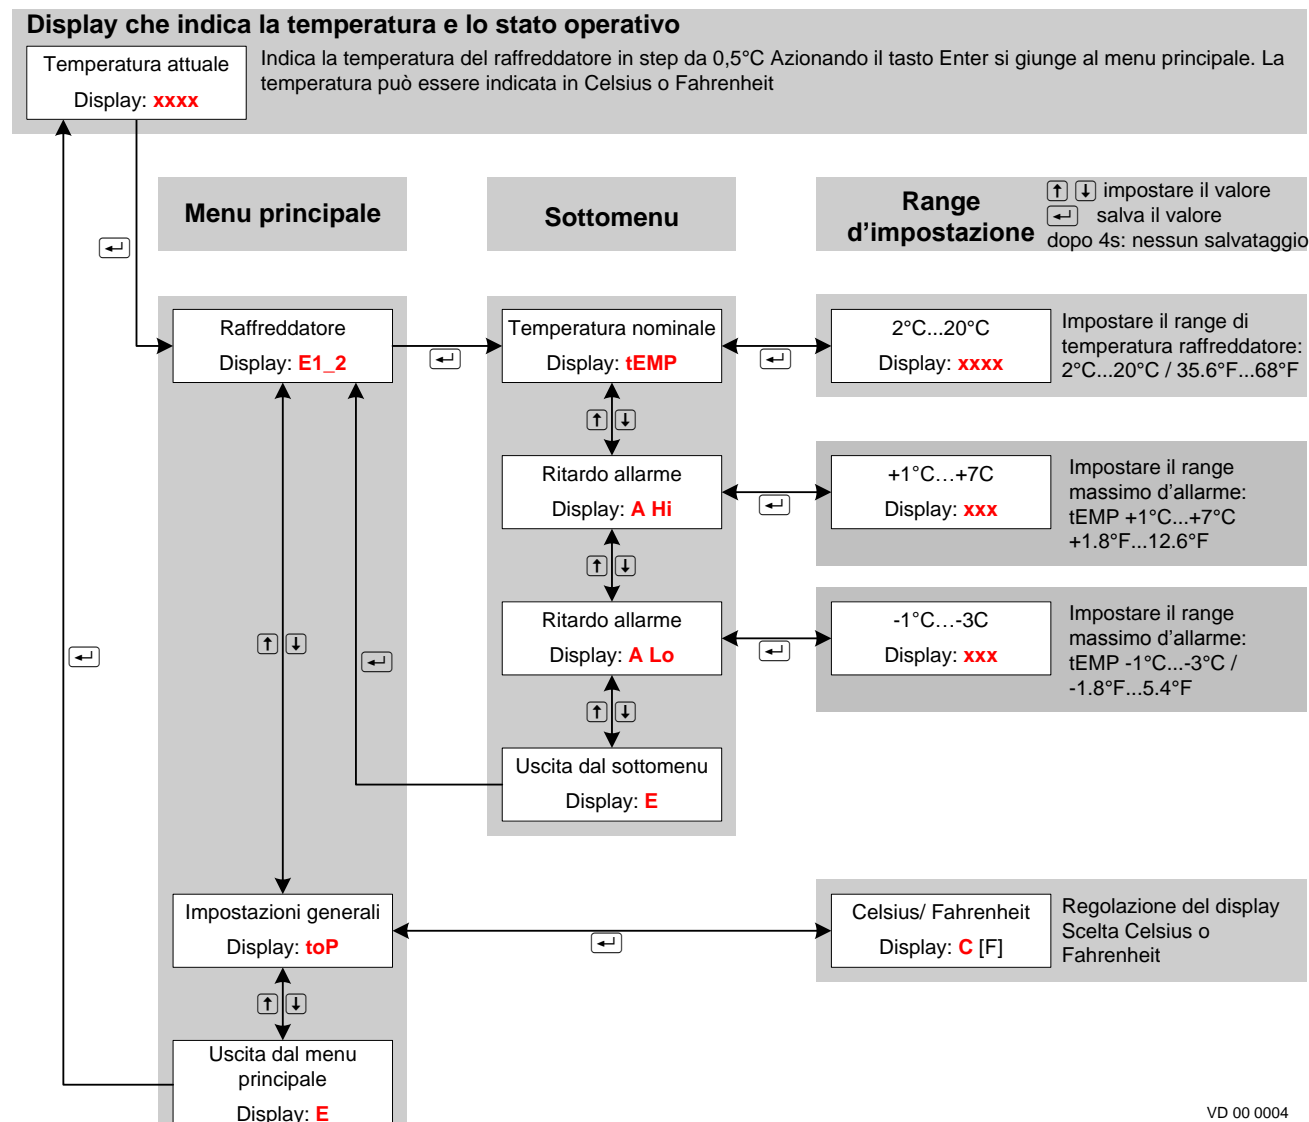 Display che indica la temperatura e lo stato operativo
Temperatura attuale
Display: xxxx
Indica la temperatura del raffreddatore in step da 0,5°C Azionando il tasto Enter si giunge al menu principale. La
temperatura può essere indicata in Celsius o Fahrenheit
Menu principale
Sottomenu
Range
d’impostazione
↑ ↓ impostare il valore
↵ salva il valore
dopo 4s: nessun salvataggio
Raffreddatore
Display: E1_2
Temperatura nominale
Display: tEMP
2°C...20°C
Display: xxxx
Impostare il range di
temperatura raffreddatore:
2°C...20°C / 35.6°F...68°F
Ritardo allarme
Display: A Hi
+1°C…+7C
Display: xxx
Impostare il range
massimo d’allarme:
tEMP +1°C...+7°C
+1.8°F...12.6°F
Ritardo allarme
Display: A Lo
-1°C…-3C
Display: xxx
Impostare il range
massimo d’allarme:
tEMP -1°C...-3°C /
-1.8°F...5.4°F
Uscita dal sottomenu
Display: E
Impostazioni generali
Display: toP
Celsius/ Fahrenheit
Display: C [F]
Regolazione del display
Scelta Celsius o
Fahrenheit
Uscita dal menu
principale
Display: E
VD 00 0004